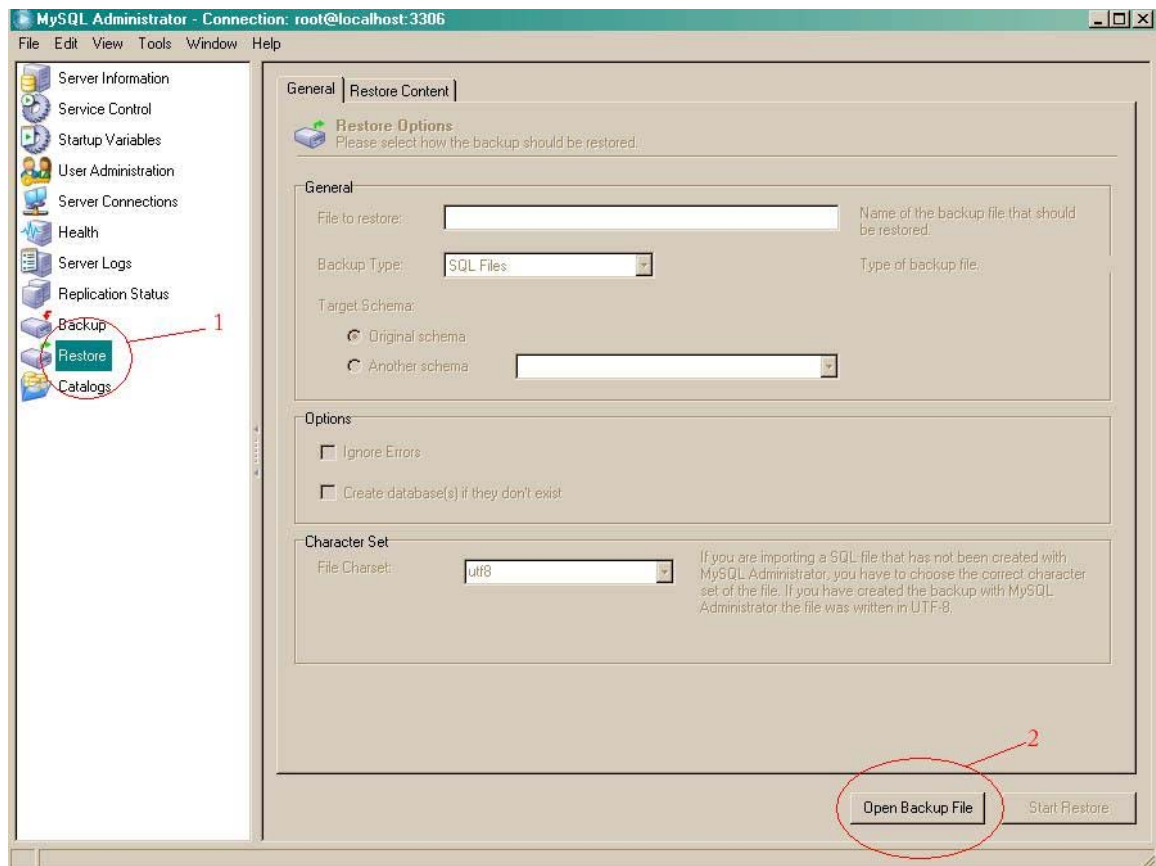 MySQL Administrator - Connection: root@localhost:3306
File Edit View Tools Window Help
Server Information
Service Control
Startup Variables
User Administration
Server Connections
Health
Server Logs
Replication Status
Backup
1
Restore
Catalogs
General Restore Content
Restore Options
Please select how the backup should be restored.
General
File to restore:
Name of the backup file that should
be restored.
Backup Type: SQL Files Type of backup file.
Target Schema:
Original schema
Another schema
Options
Ignore Errors
Create database(s) if they don't exist
Character Set
File Charset: utf8
If you are importing a SQL file that has not been created with
MySQL Administrator, you have to choose the correct character
set of the file. If you have created the backup with MySQL
Administrator the file was written in UTF-8.
2
Open Backup File Start Restore